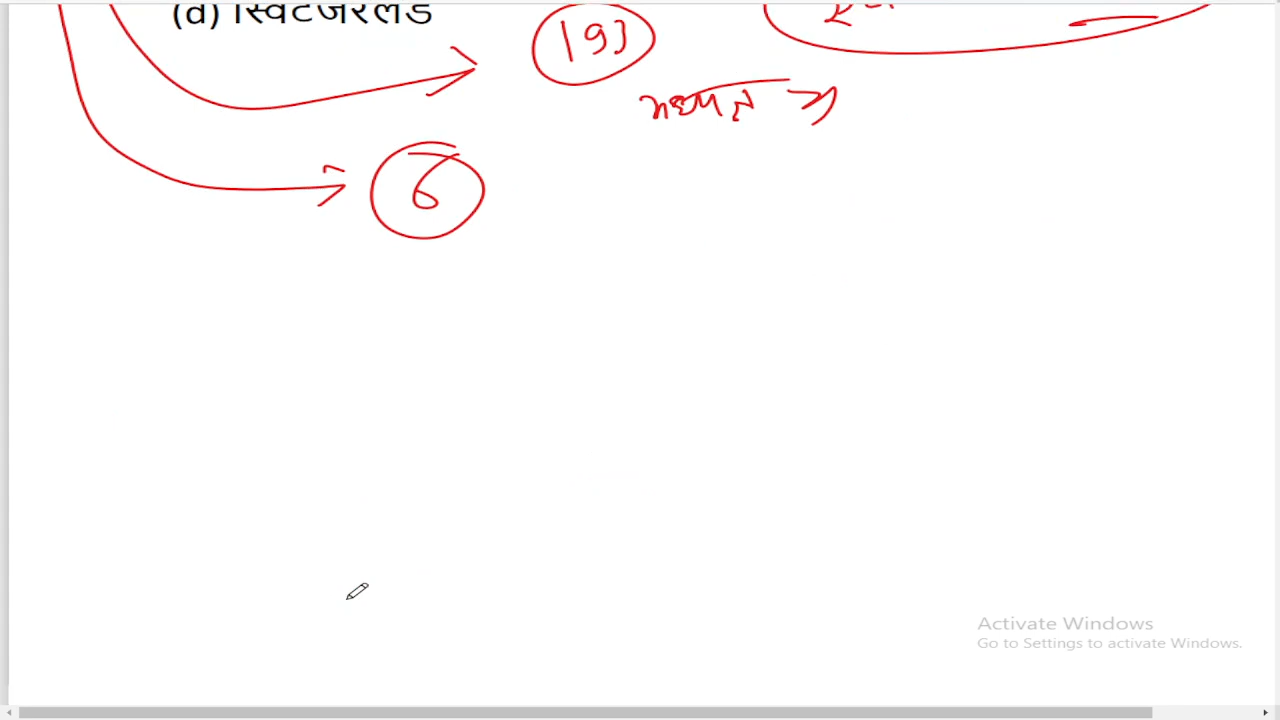 (d) स्विटजरलैंड
193
6
Activate Windows
Go to Settings to activate Windows.